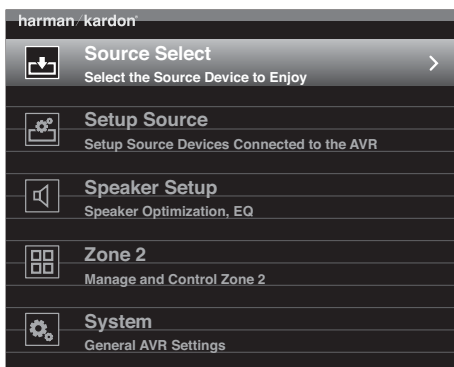 harman/kardon®
Source Select
Select the Source Device to Enjoy
Setup Source
Setup Source Devices Connected to the AVR
Speaker Setup
Speaker Optimization, EQ
Zone 2
Manage and Control Zone 2
System
General AVR Settings